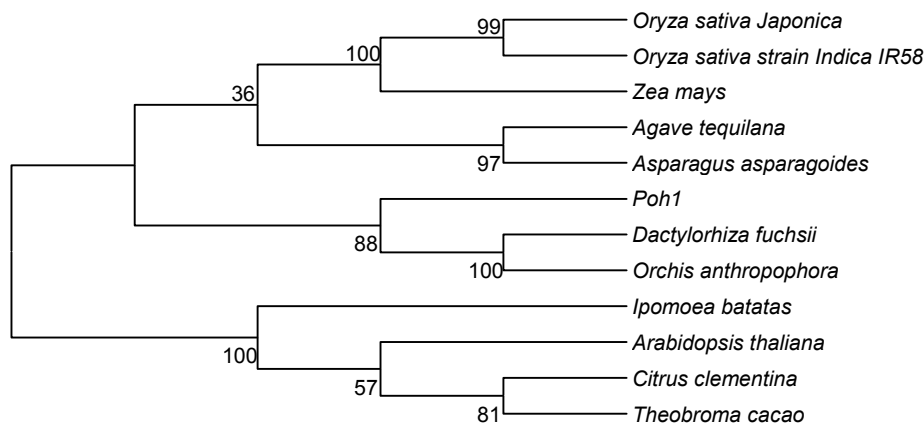 99
Oryza sativa Japonica
Oryza sativa strain Indica IR58
100
Zea mays
36
Agave tequilana
97
Asparagus asparagoides
Poh1
88
Dactylorhiza fuchsii
100
Orchis anthropophora
Ipomoea batatas
100
Arabidopsis thaliana
57
Citrus clementina
81
Theobroma cacao